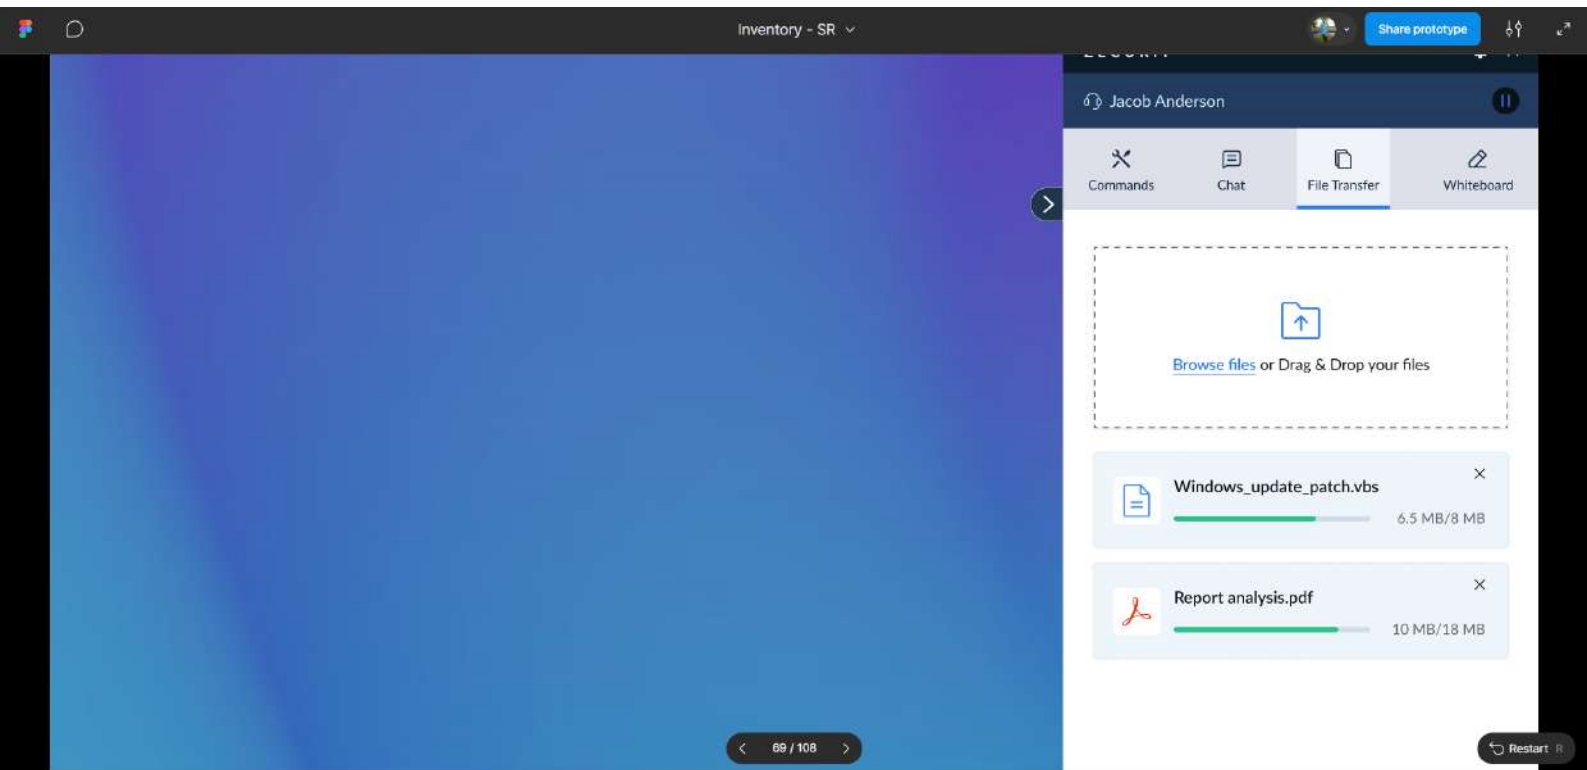 Inventory - SR
Share prototype
Jacob Anderson
Commands
Chat
File Transfer
Whiteboard
Browse files or Drag & Drop your files
Windows_update_patch.vbs
6.5 MB/8 MB
Report analysis.pdf
10 MB/18 MB
69 / 108
Restart R